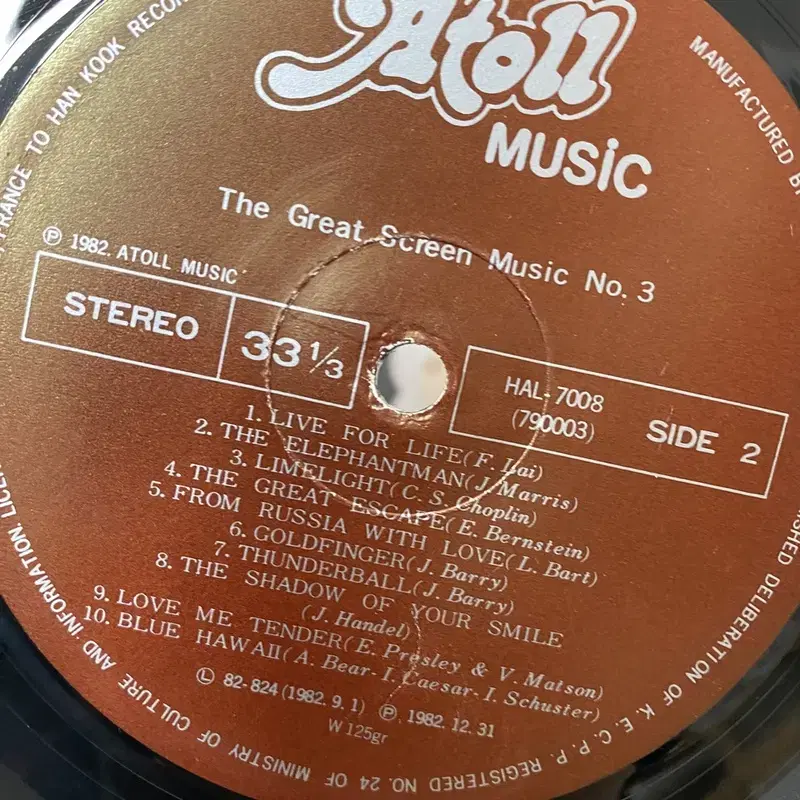 Atoll
MUSiC
The Great Screen Music No. 3
Ⓟ 1982. ATOLL MUSIC
STEREO
33 1/3
HAL-7008
(790003)
SIDE 2
1. LIVE FOR LIFE(F. Lai)
2. THE ELEPHANTMAN(J. Marris)
3. LIMELIGHT(C. S. Choplin)
4. THE GREAT ESCAPE(E. Bernstein)
5. FROM RUSSIA WITH LOVE(L. Bart)
6. GOLDFINGER(J. Barry)
7. THUNDERBALL(J. Barry)
8. THE SHADOW OF YOUR SMILE
(J. Handel)
9. LOVE ME TENDER(E. Presley & V. Matson)
10. BLUE HAWAII(A. Bear-I. Caesar-I. Schuster)
Ⓛ 82-824 (1982. 9. 1) Ⓟ 1982. 12. 31
W 125gr
FRANCE TO HAN KOOK
MANUFACTURED BY
DELIBERATION OF K. E. C. P. P. REGISTERED NO. 24 OF MINISTRY OF CULTURE AND INFORMATION,